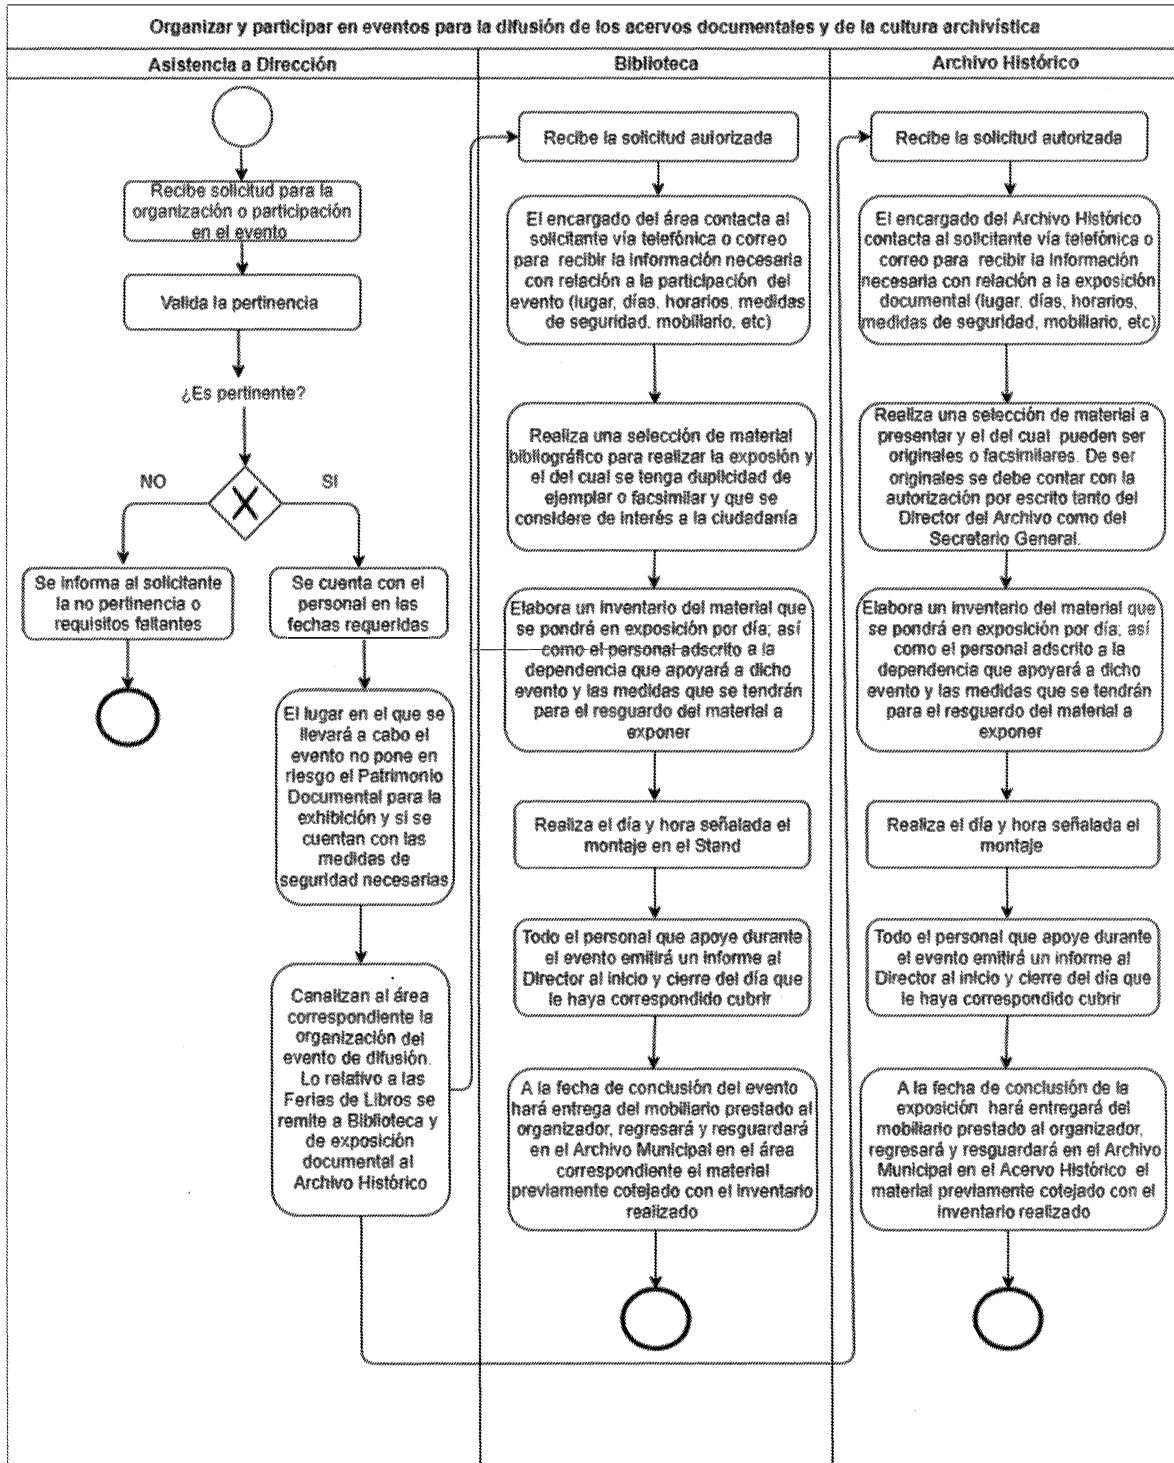 Organizar y participar en eventos para la difusión de los acervos documentales y de la cultura archivística
Asistencia a Dirección
Recibe solicitud para la
organización o participación
en el evento
Valida la pertinencia
¿Es pertinente?
NO
SI
Se informa al solicitante
la no pertinencia o
requisitos faltantes
Se cuenta con el
personal en las
fechas requeridas
El lugar en el que se
llevará a cabo el
evento no pone en
riesgo el Patrimonio
Documental para la
exhibición y si se
cuentan con las
medidas de
seguridad necesarias
Canalizan al área
correspondiente la
organización del
evento de difusión.
Lo relativo a las
Ferias de Libros se
remite a Biblioteca y
de exposición
documental al
Archivo Histórico
Biblioteca
Recibe la solicitud autorizada
El encargado del área contacta al
solicitante vía telefónica o correo
para recibir la información necesaria
con relación a la participación del
evento (lugar, días, horarios, medidas
de seguridad, mobiliario, etc)
Realiza una selección de material
bibliográfico para realizar la exposión y
el del cual se tenga duplicidad de
ejemplar o facsimilar y que se
considere de interés a la ciudadanía
Elabora un inventario del material que
se pondrá en exposición por día; así
como el personal adscrito a la
dependencia que apoyará a dicho
evento y las medidas que se tendrán
para el resguardo del material a
exponer
Realiza el día y hora señalada el
montaje en el Stand
Todo el personal que apoye durante
el evento emitirá un informe al
Director al inicio y cierre del día que
le haya correspondido cubrir
A la fecha de conclusión del evento
hará entrega del mobiliario prestado al
organizador, regresará y resguardará
en el Archivo Municipal en el área
correspondiente el material
previamente cotejado con el inventario
realizado
Archivo Histórico
Recibe la solicitud autorizada
El encargado del Archivo Histórico
contacta al solicitante vía telefónica o
correo para recibir la información
necesaria con relación a la exposición
documental (lugar, días, horarios,
medidas de seguridad, mobiliario, etc)
Realiza una selección de material a
presentar y el del cual pueden ser
originales o facsimilares. De ser
originales se debe contar con la
autorización por escrito tanto del
Director del Archivo como del
Secretario General.
Elabora un inventario del material que
se pondrá en exposición por día; así
como el personal adscrito a la
dependencia que apoyará a dicho
evento y las medidas que se tendrán
para el resguardo del material a
exponer
Realiza el día y hora señalada el
montaje
Todo el personal que apoye durante
el evento emitirá un informe al
Director al inicio y cierre del día que
le haya correspondido cubrir
A la fecha de conclusión de la
exposición hará entregará del
mobiliario prestado al organizador,
regresará y resguardará en el Archivo
Municipal en el Acervo Histórico el
material previamente cotejado con el
inventario realizado